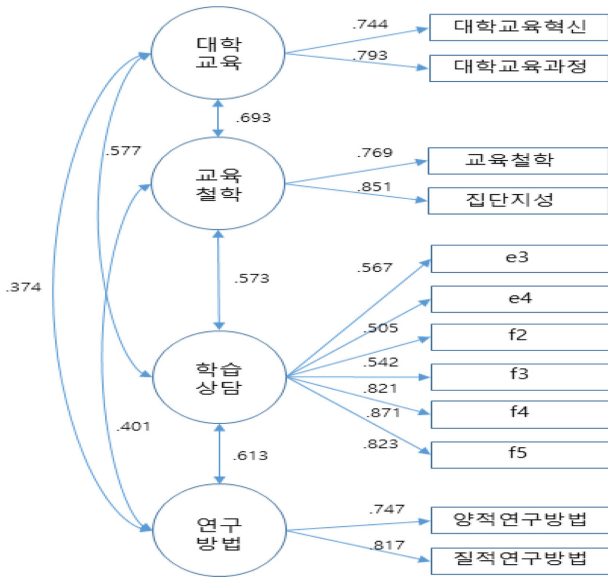 .744
대학교육혁신
대학
교육
.793
대학교육과정
.693
.577
교육
철학
.769
교육철학
.851
집단지성
.374
.573
.567
e3
e4
.505
f2
학습
상담
.542
f3
.821
f4
.871
.401
.823
f5
.613
연구
방법
.747
양적연구방법
.817
질적연구방법